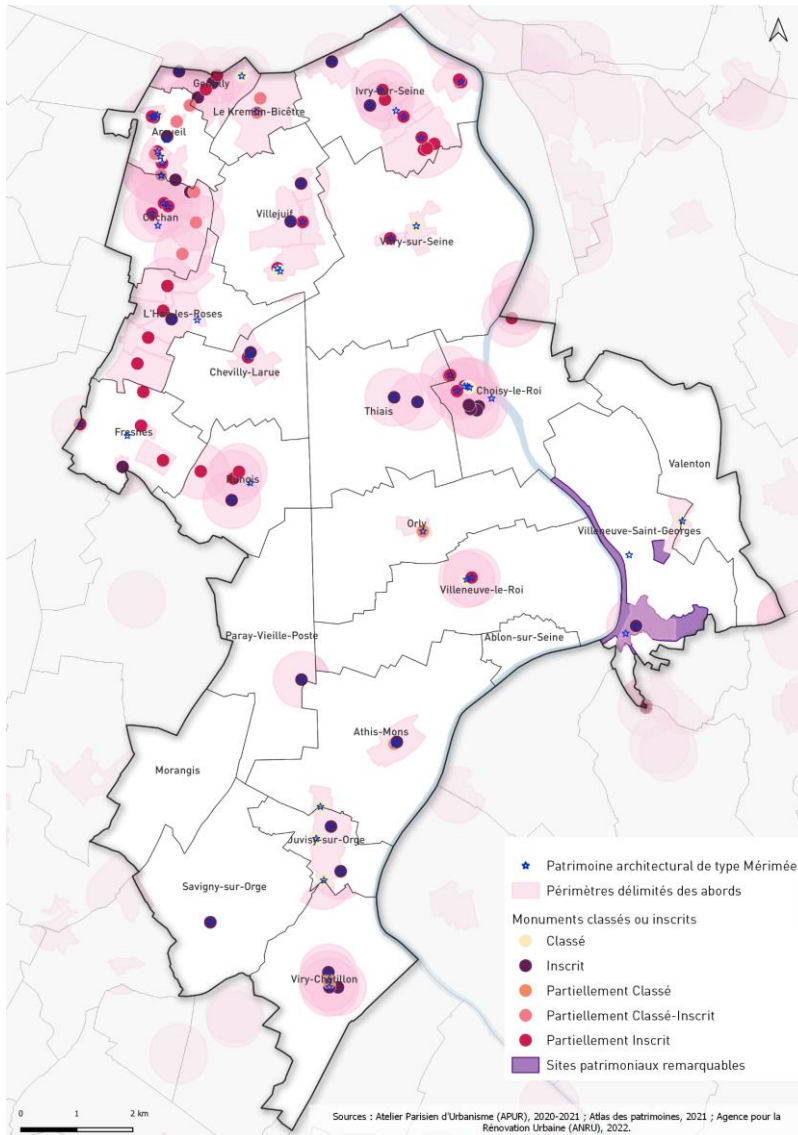 Gentilly
Le Kremlin-Bicêtre
Ivry-sur-Seine
Arcueil
Cachan
Villejuif
Vitry-sur-Seine
L'Haÿ-les-Roses
Chevilly-Larue
Thiais
Choisy-le-Roi
Fresnes
Rungis
Valenton
Orly
Villeneuve-Saint-Georges
Villeneuve-le-Roi
Paray-Vieille-Poste
Ablon-sur-Seine
Athis-Mons
Morangis
Juvisy-sur-Orge
Savigny-sur-Orge
Viry-Châtillon
Patrimoine architectural de type Mérimée
Périmètres délimités des abords
Monuments classés ou inscrits
Classé
Inscrit
Partiellement Classé
Partiellement Classé-Inscrit
Partiellement Inscrit
Sites patrimoniaux remarquables
0 1 2 km
Sources : Atelier Parisien d'Urbanisme (APUR), 2020-2021 ; Atlas des patrimoines, 2021 ; Agence pour la
Rénovation Urbaine (ANRU), 2022.